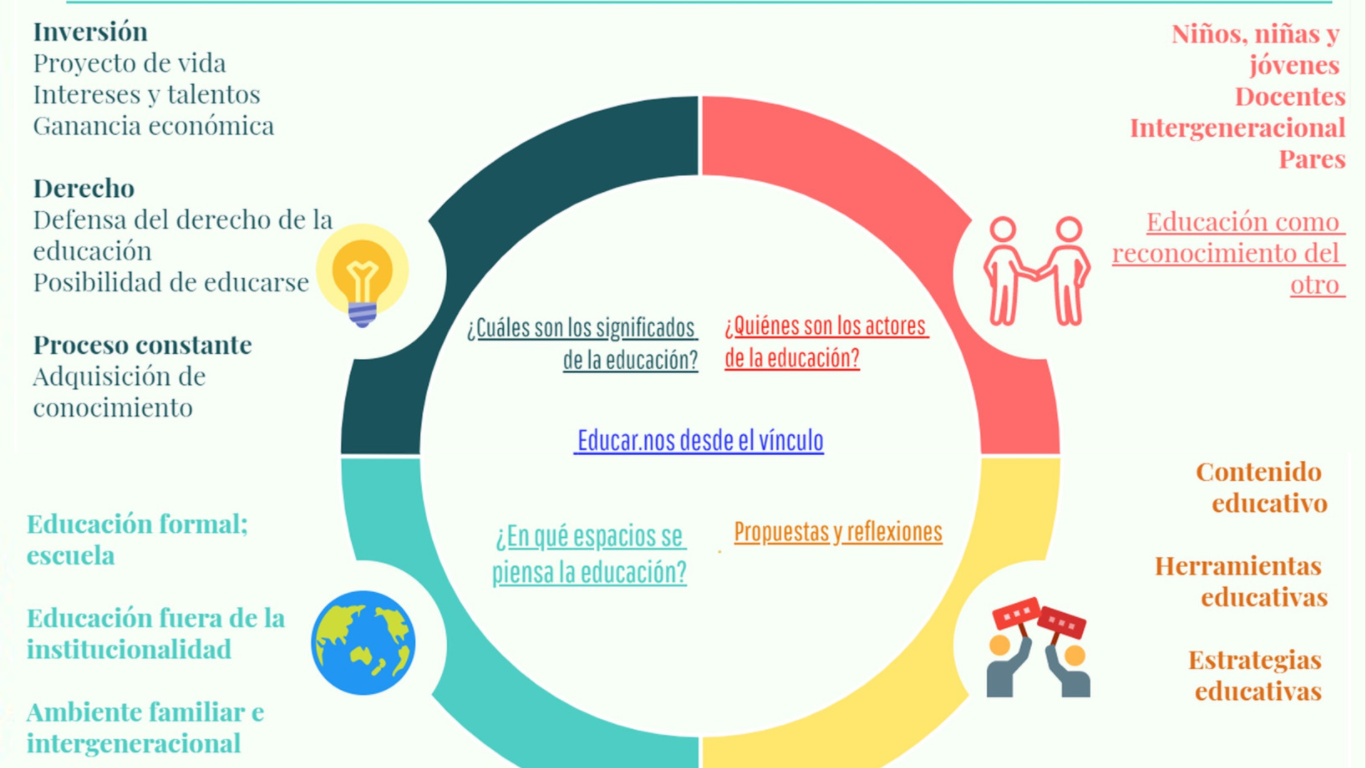 Inversión
Proyecto de vida
Intereses y talentos
Ganancia económica
Derecho
Defensa del derecho de la
educación
Posibilidad de educarse
Proceso constante
Adquisición de
conocimiento
Niños, niñas y
jóvenes
Docentes
Intergeneracional
Pares
Educación como
reconocimiento del
otro
¿Cuáles son los significados
de la educación?
¿Quiénes son los actores
de la educación?
Educar.nos desde el vínculo
¿En qué espacios se
piensa la educación?
Propuestas y reflexiones
Educación formal;
escuela
Educación fuera de la
institucionalidad
Ambiente familiar e
intergeneracional
Contenido
educativo
Herramientas
educativas
Estrategias
educativas